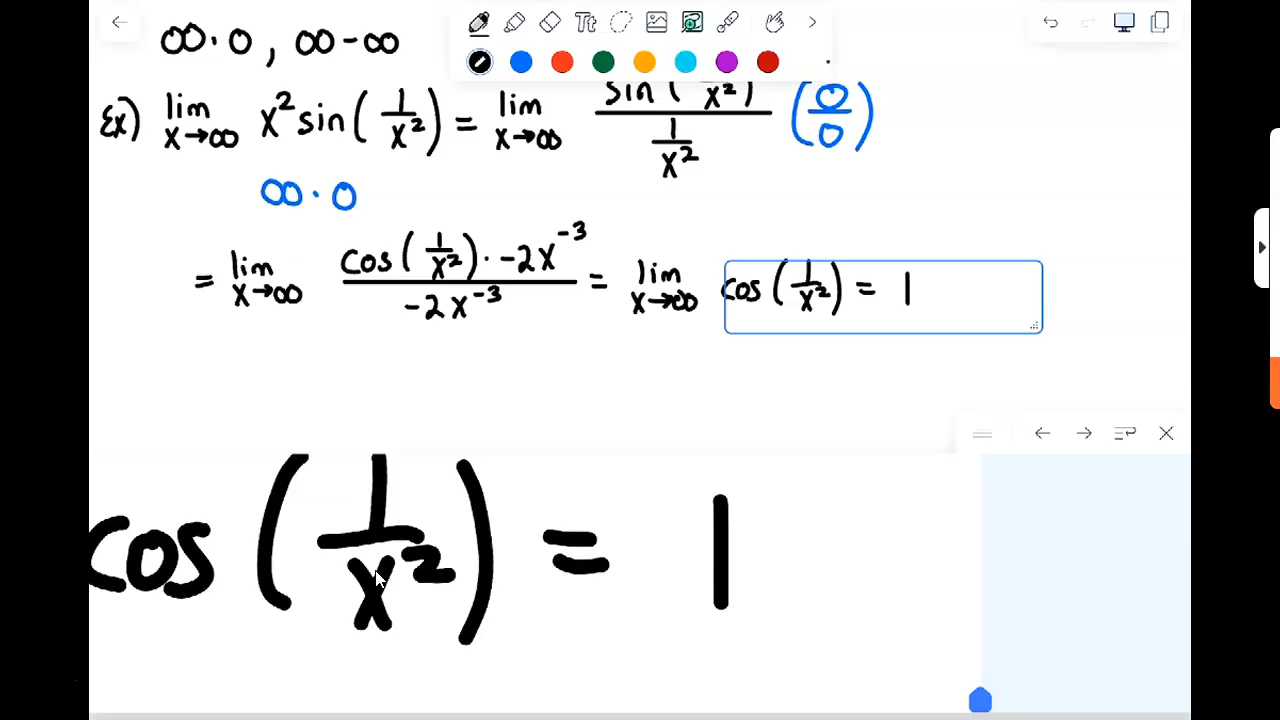 ∞·0, ∞-∞
Tt
Ex) lim x→∞ x² sin(1/x²) = lim x→∞ sin(1/x²) / (1/x²) (0/0)
∞·0
= lim x→∞ cos(1/x²)·-2x⁻³ / -2x⁻³ = lim x→∞ cos(1/x²) = 1
cos(1/x²) = 1